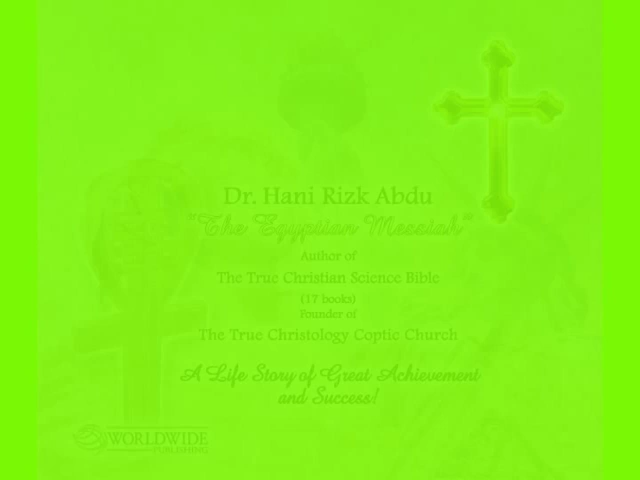 Dr. Hani Rizk Abdu
"The Egyptian Messiah"
Author of
The True Christian Science Bible
(17 books)
Founder of
The True Christology Coptic Church
A Life Story of Great Achievement
and Success!
WORLDWIDE
PUBLISHING